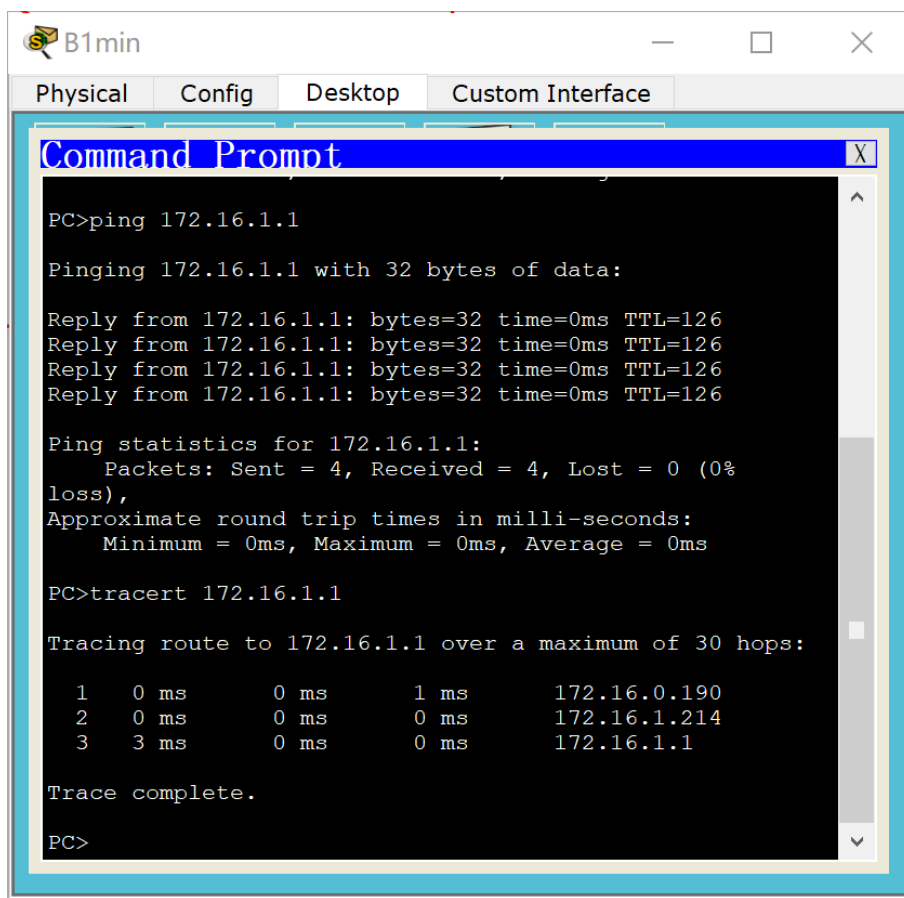 B1min
Physical Config Desktop Custom Interface
Command Prompt X
PC>ping 172.16.1.1
Pinging 172.16.1.1 with 32 bytes of data:
Reply from 172.16.1.1: bytes=32 time=0ms TTL=126
Reply from 172.16.1.1: bytes=32 time=0ms TTL=126
Reply from 172.16.1.1: bytes=32 time=0ms TTL=126
Reply from 172.16.1.1: bytes=32 time=0ms TTL=126
Ping statistics for 172.16.1.1:
Packets: Sent = 4, Received = 4, Lost = 0 (0%
loss),
Approximate round trip times in milli-seconds:
Minimum = 0ms, Maximum = 0ms, Average = 0ms
PC>tracert 172.16.1.1
Tracing route to 172.16.1.1 over a maximum of 30 hops:
1 0 ms 0 ms 1 ms 172.16.0.190
2 0 ms 0 ms 0 ms 172.16.1.214
3 3 ms 0 ms 0 ms 172.16.1.1
Trace complete.
PC>